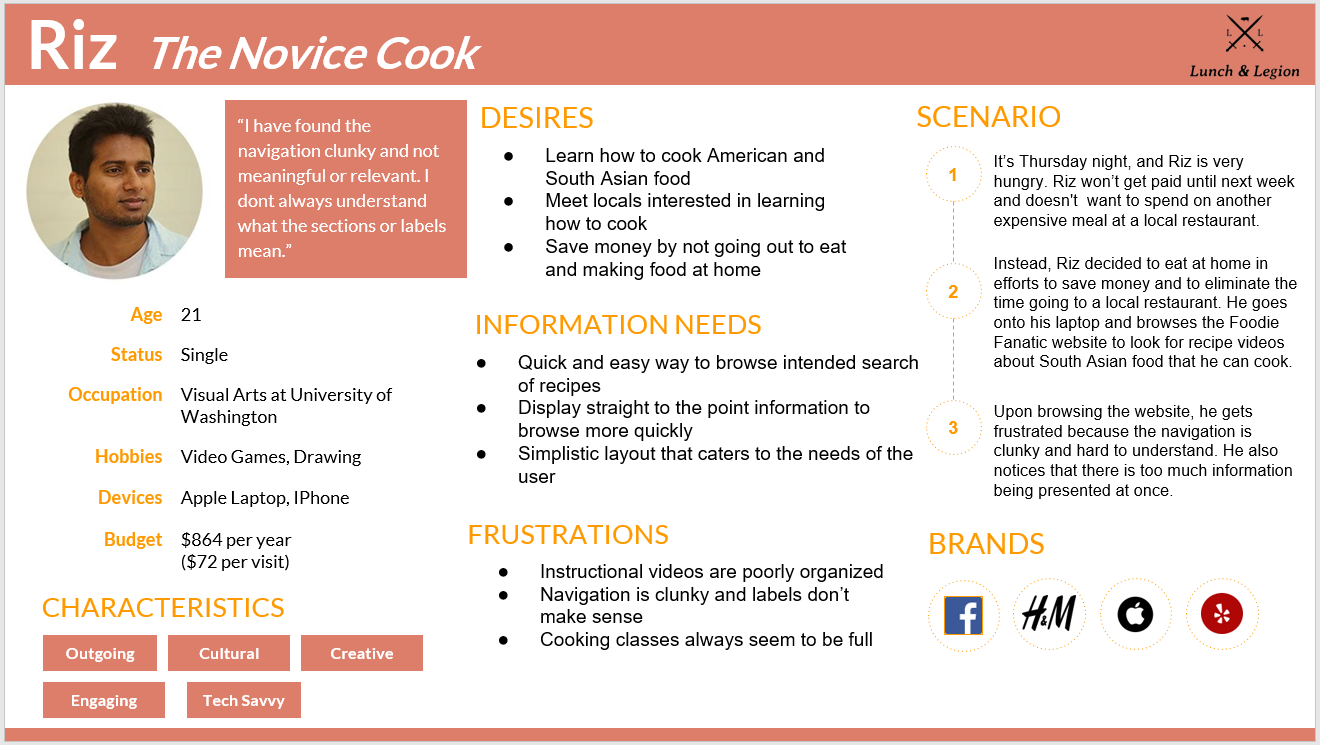 Riz The Novice Cook
L L
Lunch & Legion
“I have found the
navigation clunky and not
meaningful or relevant. I
dont always understand
what the sections or labels
mean.”
Age 21
Status Single
Occupation Visual Arts at University of
Washington
Hobbies Video Games, Drawing
Devices Apple Laptop, IPhone
Budget $864 per year
($72 per visit)
CHARACTERISTICS
Outgoing Cultural Creative
Engaging Tech Savvy
DESIRES
● Learn how to cook American and
South Asian food
● Meet locals interested in learning
how to cook
● Save money by not going out to eat
and making food at home
INFORMATION NEEDS
● Quick and easy way to browse intended search
of recipes
● Display straight to the point information to
browse more quickly
● Simplistic layout that caters to the needs of the
user
FRUSTRATIONS
● Instructional videos are poorly organized
● Navigation is clunky and labels don’t
make sense
● Cooking classes always seem to be full
SCENARIO
1
It’s Thursday night, and Riz is very
hungry. Riz won’t get paid until next week
and doesn't  want to spend on another
expensive meal at a local restaurant.
2
Instead, Riz decided to eat at home in
efforts to save money and to eliminate the
time going to a local restaurant. He goes
onto his laptop and browses the Foodie
Fanatic website to look for recipe videos
about South Asian food that he can cook.
3
Upon browsing the website, he gets
frustrated because the navigation is
clunky and hard to understand. He also
notices that there is too much information
being presented at once.
BRANDS
f H&M